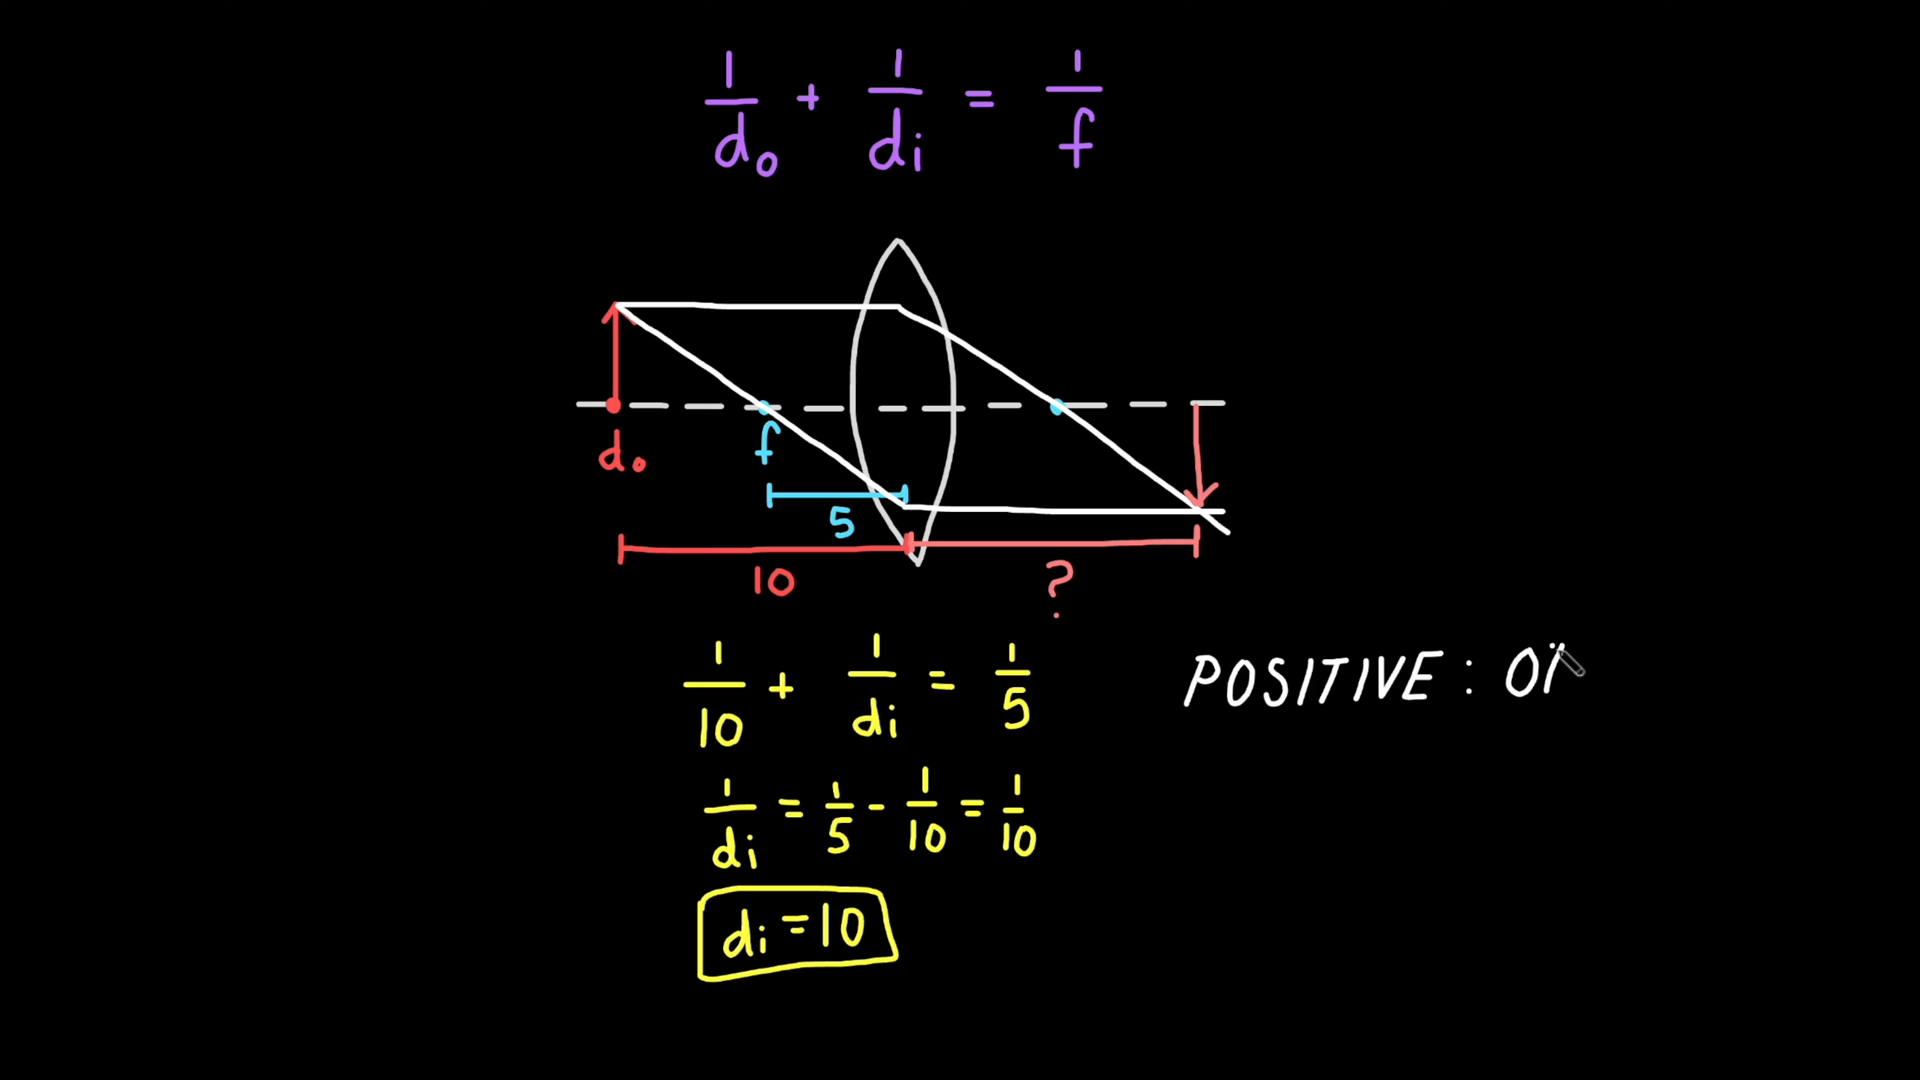 1/do + 1/di = 1/f
do
f
5
10
?
1/10 + 1/di = 1/5
POSITIVE :
1/di = 1/5 - 1/10 = 1/10
di = 10